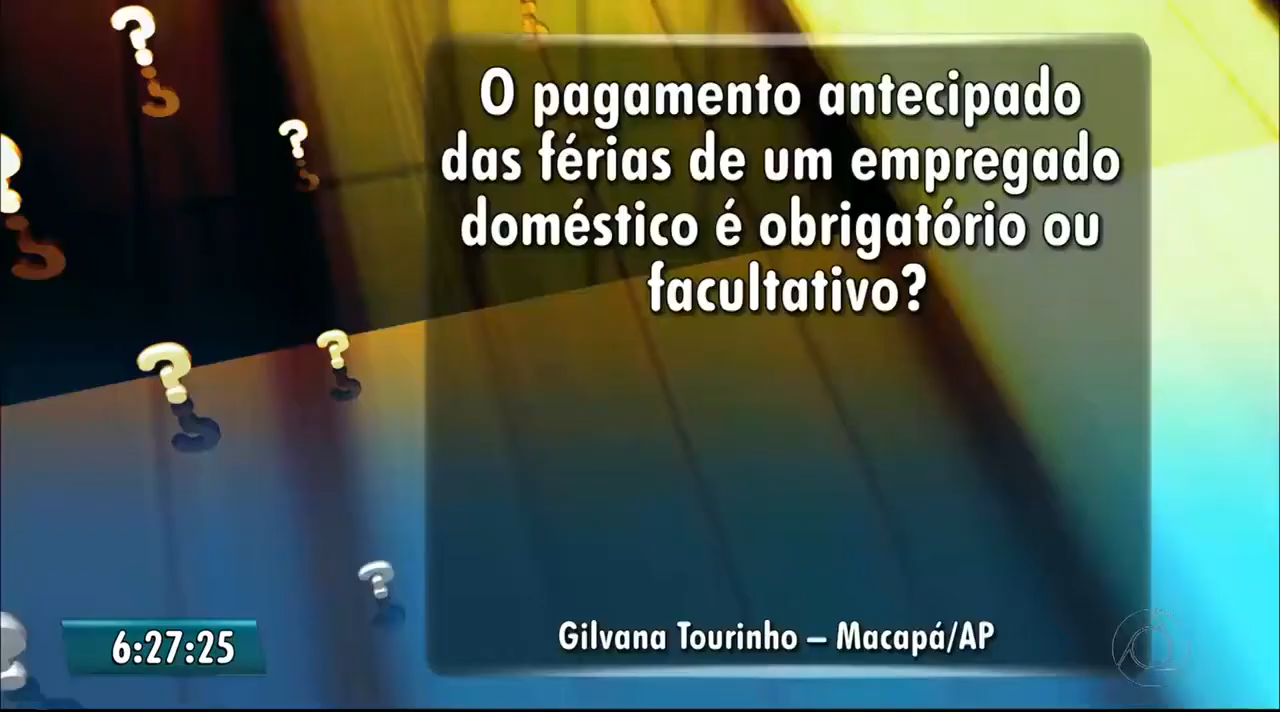 O pagamento antecipado
das férias de um empregado
doméstico é obrigatório ou
facultativo?
Gilvana Tourinho – Macapá/AP
6:27:25